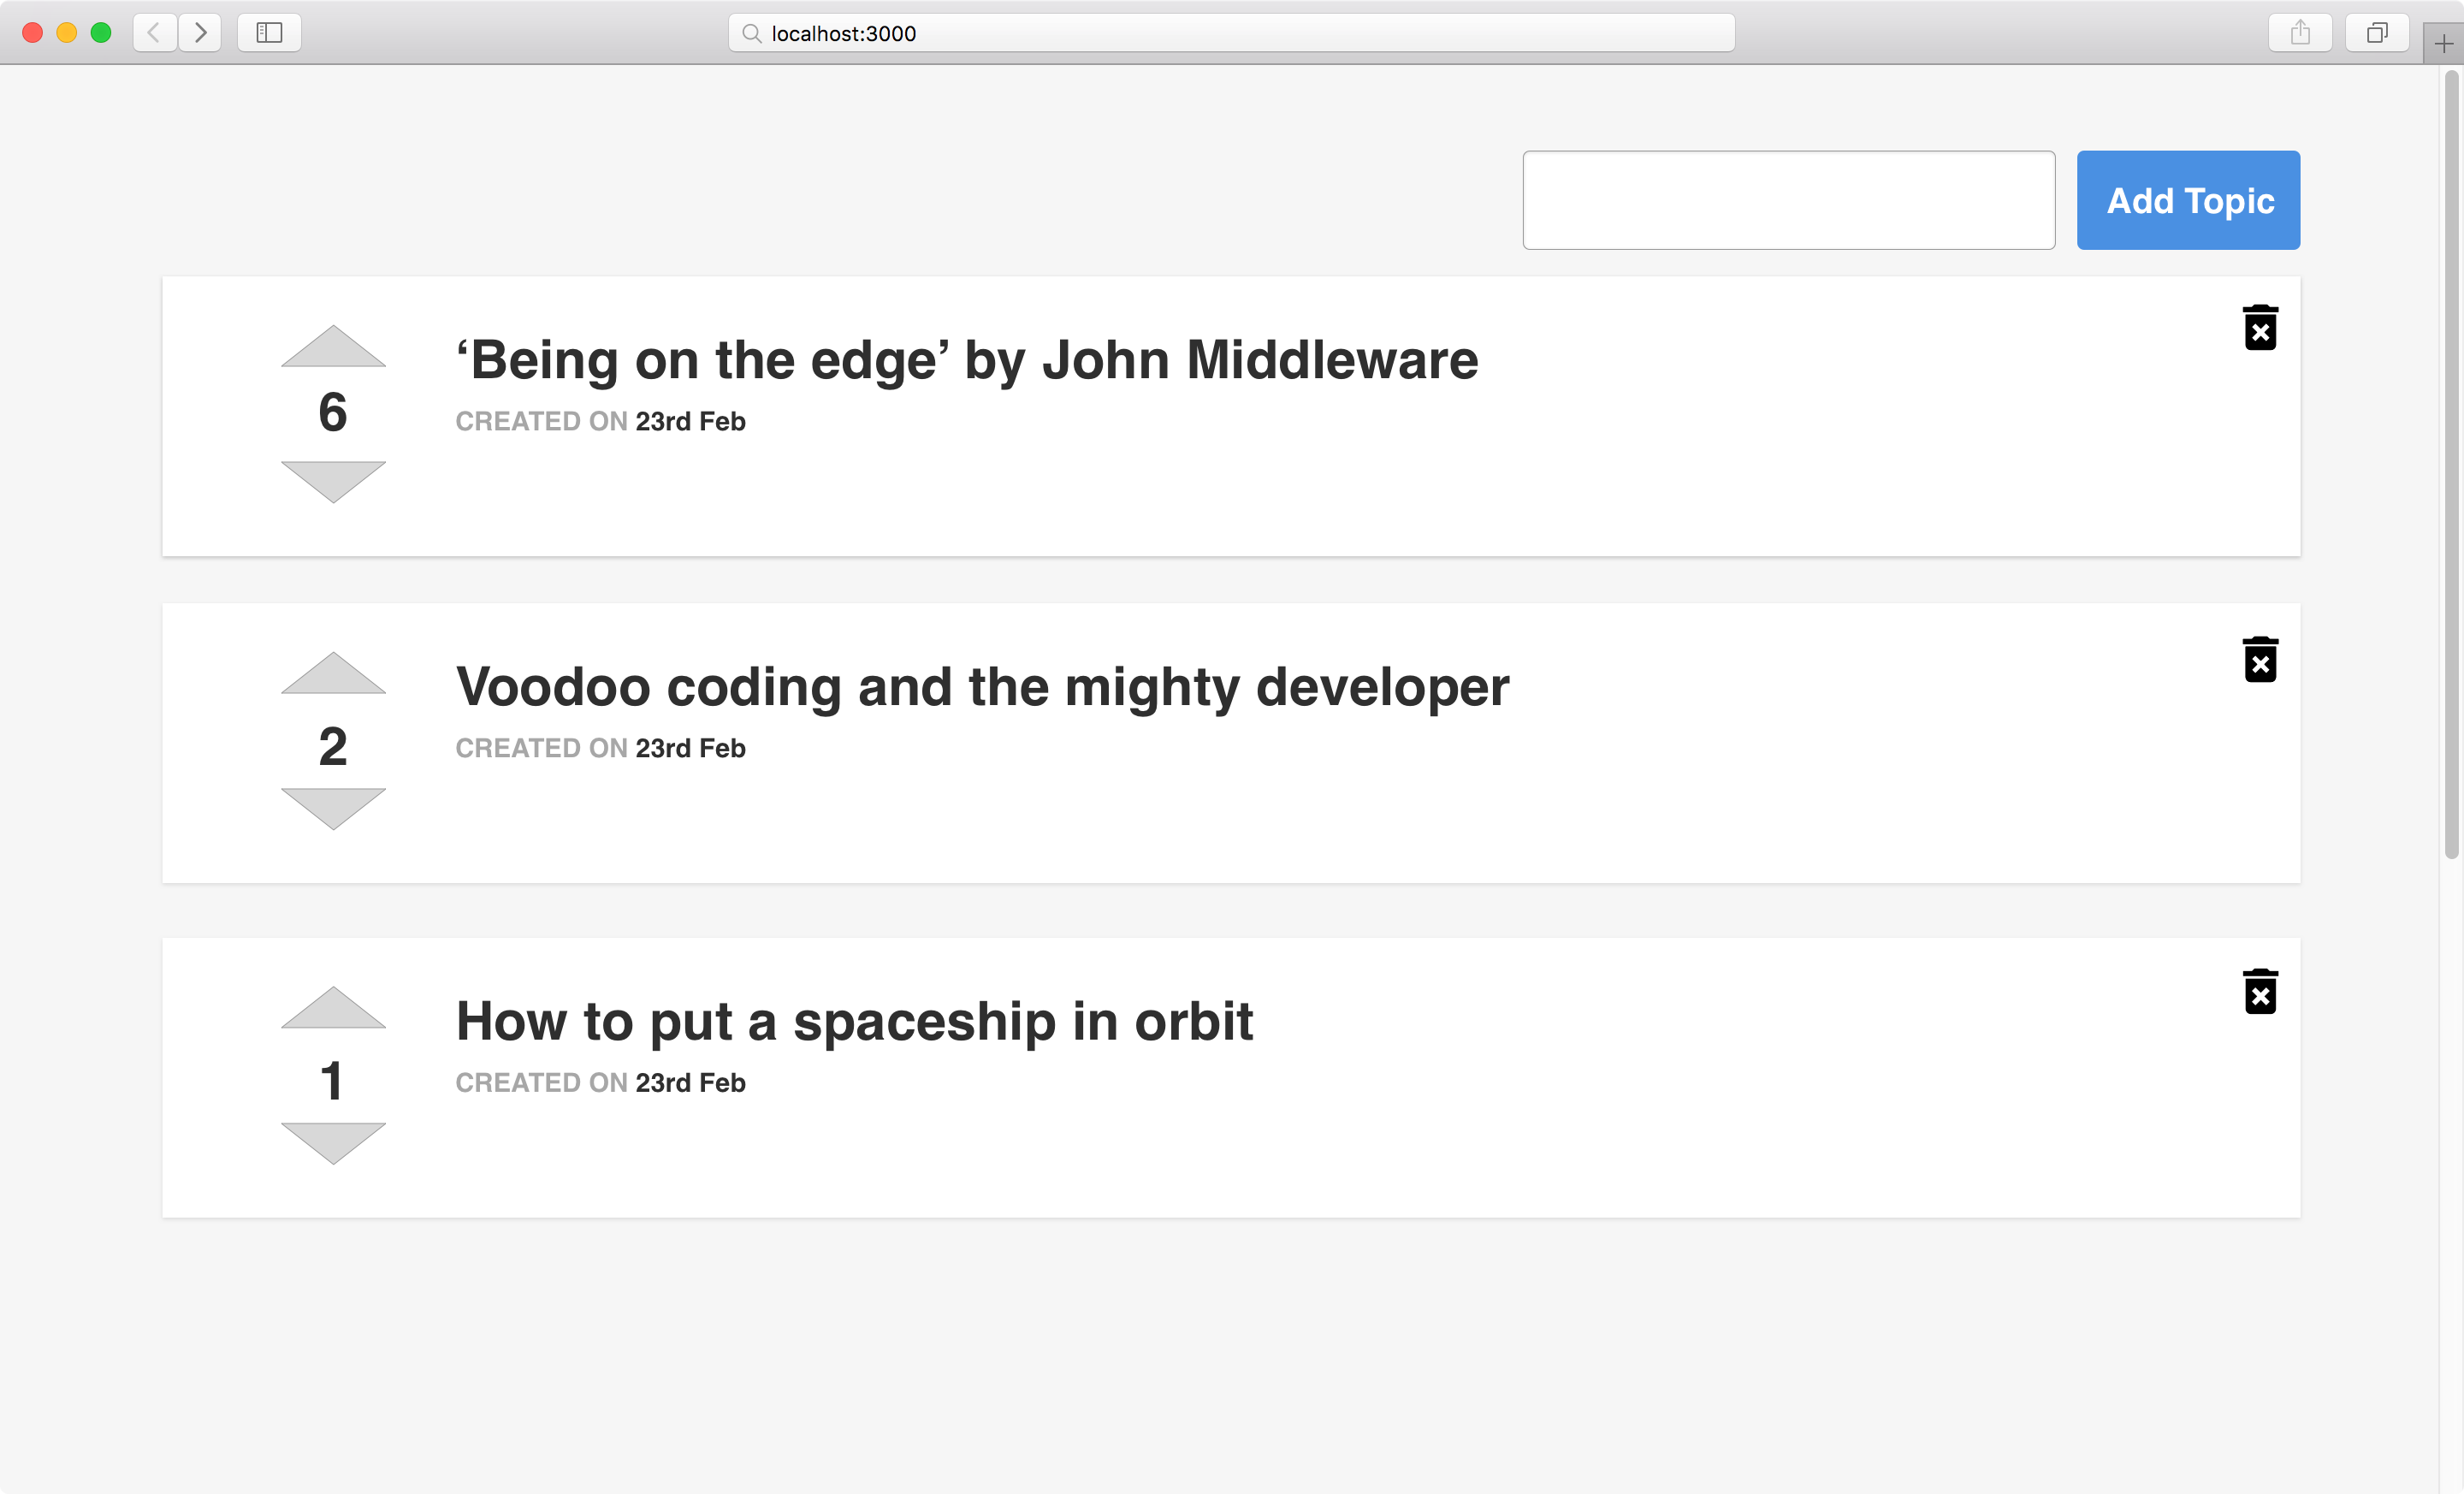 localhost:3000
Add Topic
6
‘Being on the edge’ by John Middleware
CREATED ON 23rd Feb
2
Voodoo coding and the mighty developer
CREATED ON 23rd Feb
1
How to put a spaceship in orbit
CREATED ON 23rd Feb